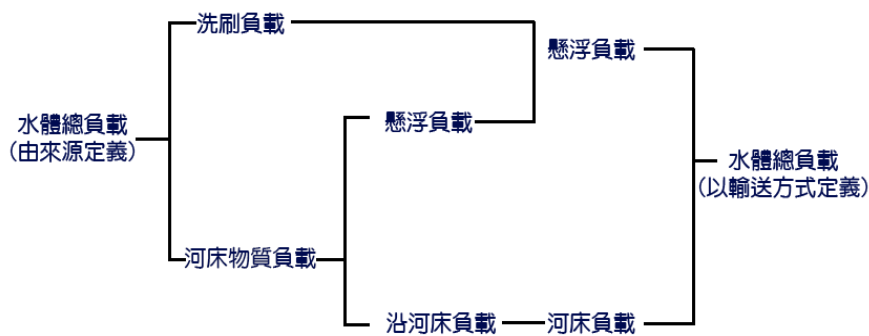 洗刷負載
懸浮負載
懸浮負載
水體總負載
(由來源定義)
水體總負載
(以輸送方式定義)
河床物質負載
沿河床負載
河床負載